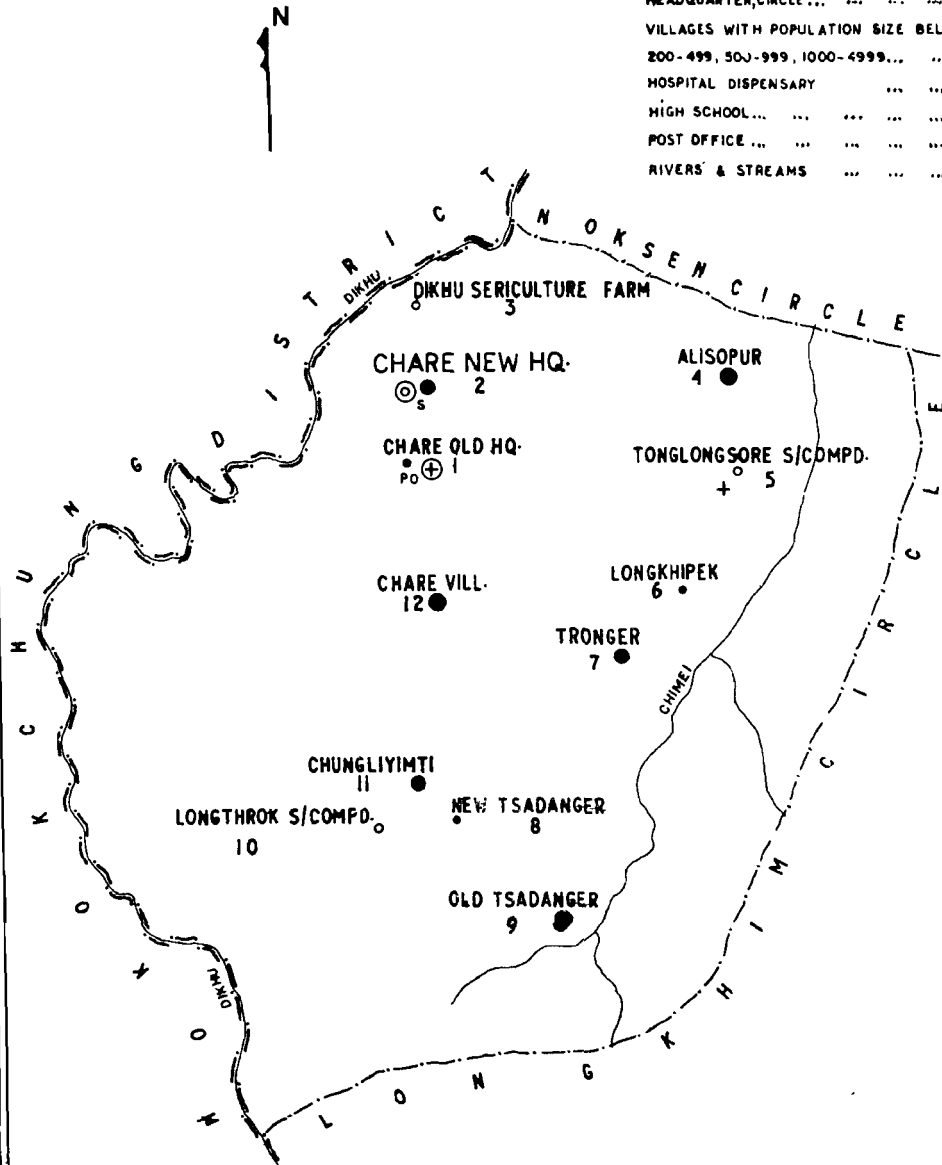 N
HEADQUARTER, CIRCLE... ... ... ...
VILLAGES WITH POPULATION SIZE BEL
200-499, 500-999, 1000-4999... ..
HOSPITAL DISPENSARY ... ...
HIGH SCHOOL... ... ... ... ...
POST OFFICE ... ... ... ... ...
RIVERS & STREAMS ... ... ...
MOKOKCHUNG DISTRICT
NOKSEN CIRCLE
DIKHU
DIKHU SERICULTURE FARM
3
CHARE NEW HQ.
S
2
ALISOPUR
4
CHARE OLD HQ.
PO
1
TONGLONGSORE S/COMPD.
5
LONGKHIPEK
6
CHARE VILL.
12
TRONGER
7
CHIMEI
CHUNGLIYIMTI
11
NEW TSADANGER
8
LONGTHROK S/COMPD.
10
OLD TSADANGER
9
DIKHU
LONGKHIM CIRCLE